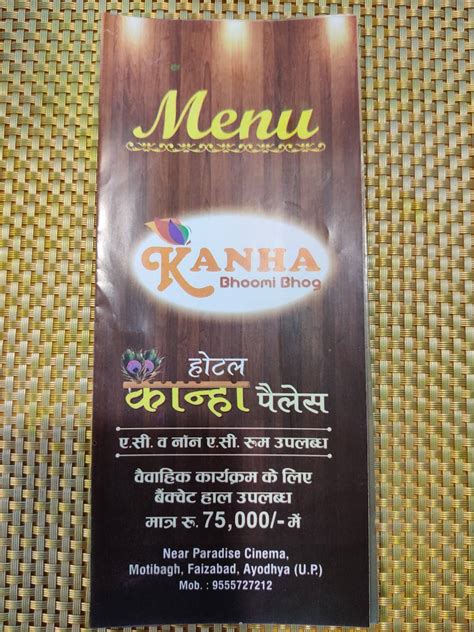 Menu
KANHA
Bhoomi Bhog
होटल
कान्हा पैलेस
ए.सी. व नॉन ए.सी. रुम उपलब्ध
वैवाहिक कार्यक्रम के लिए
बैंक्वेट हाल उपलब्ध
मात्र रू. 75,000/- में
Near Paradise Cinema,
Motibagh, Faizabad, Ayodhya (U.P.)
Mob. : 9555727212